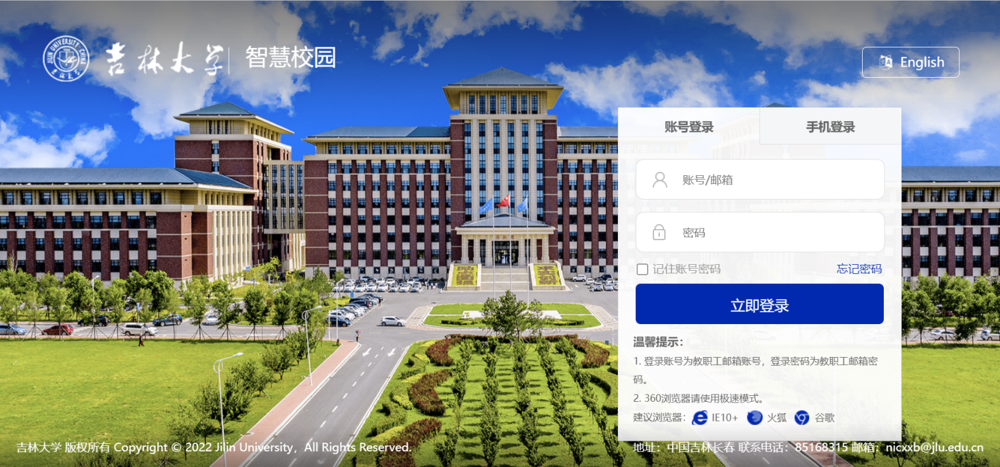 吉林大学 智慧校园
English
账号登录 手机登录
账号/邮箱
密码
记住账号密码 忘记密码
立即登录
温馨提示：
1. 登录账号为教职工邮箱账号，登录密码为教职工邮箱密
码。
2. 360浏览器请使用极速模式。
建议浏览器： IE10+ 火狐 谷歌
吉林大学 版权所有 Copyright © 2022 Jilin University，All Rights Reserved.
地址：中国吉林长春 联系电话：85168315 邮箱：nicxxb@jlu.edu.cn